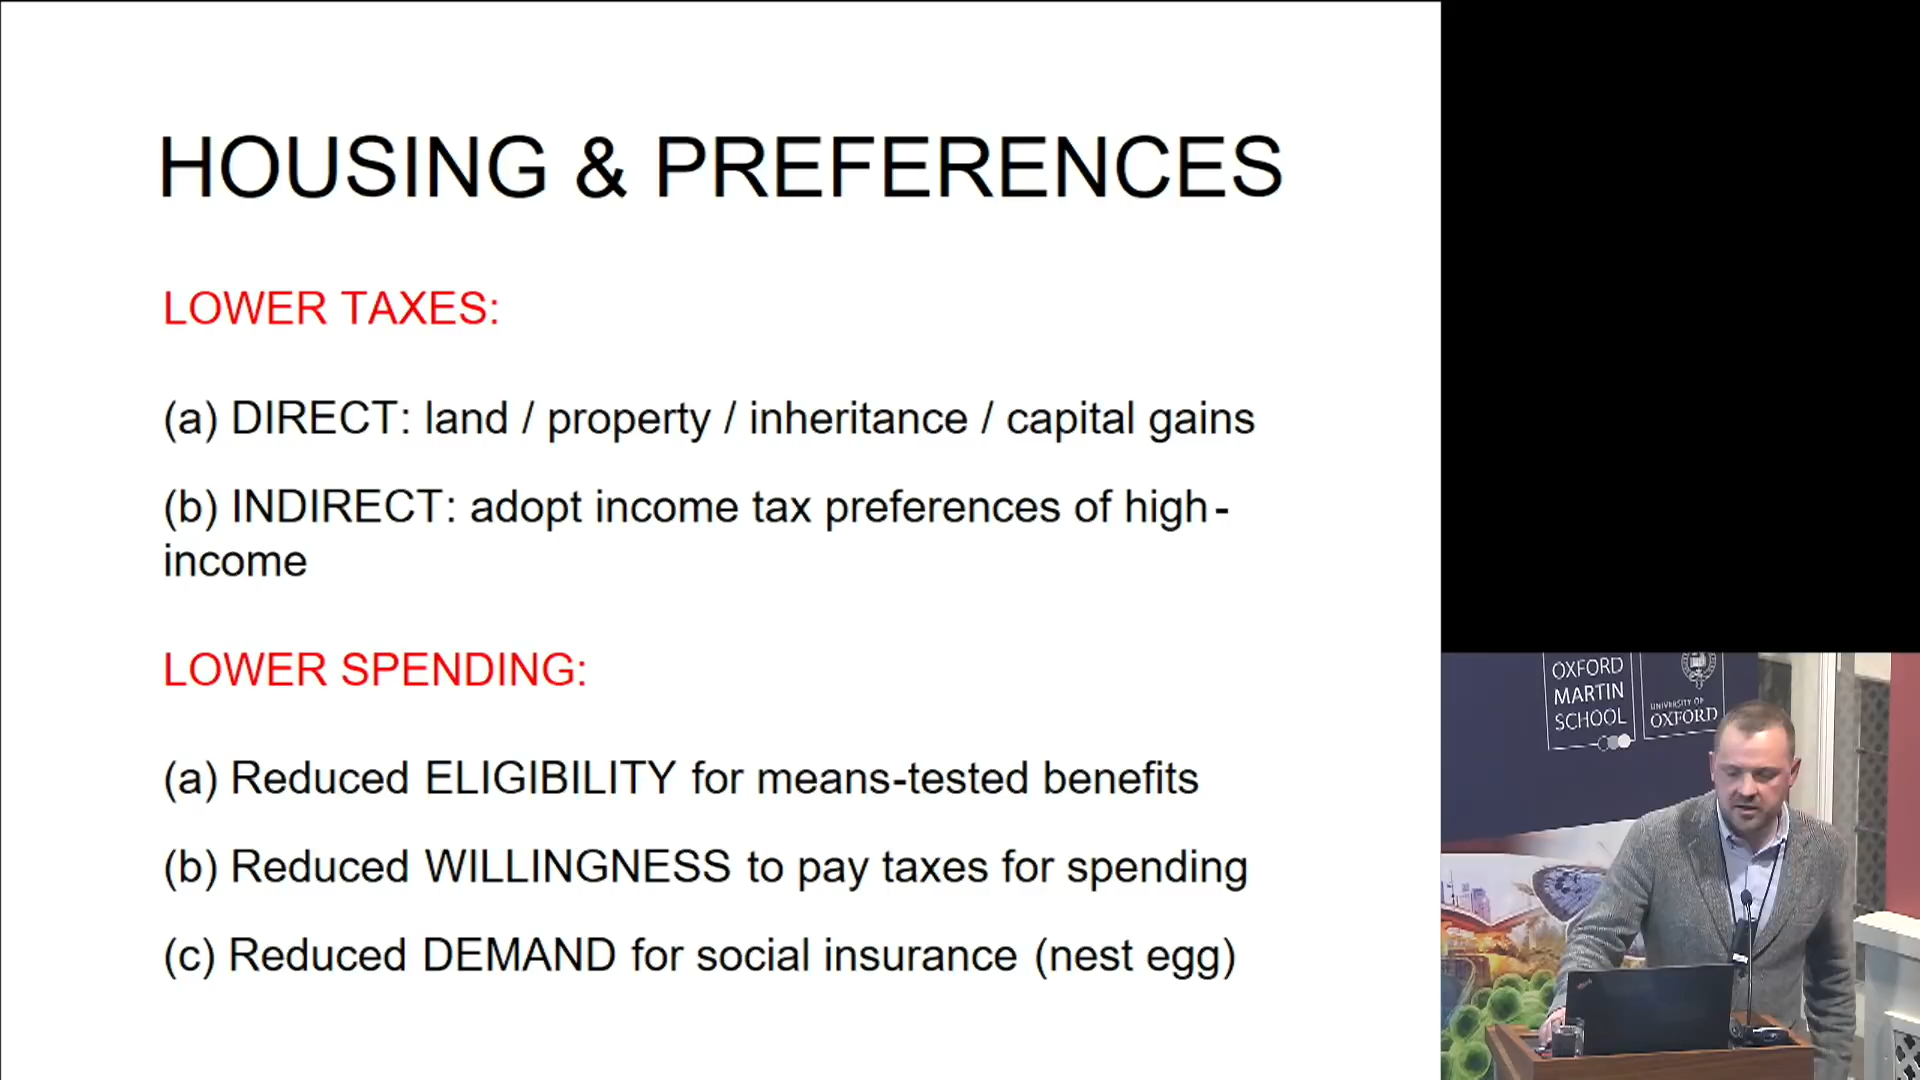 HOUSING & PREFERENCES
LOWER TAXES:
(a) DIRECT: land / property / inheritance / capital gains
(b) INDIRECT: adopt income tax preferences of high-
income
LOWER SPENDING:
(a) Reduced ELIGIBILITY for means-tested benefits
(b) Reduced WILLINGNESS to pay taxes for spending
(c) Reduced DEMAND for social insurance (nest egg)
OXFORD
MARTIN
SCHOOL
UNIVERSITY OF
OXFORD